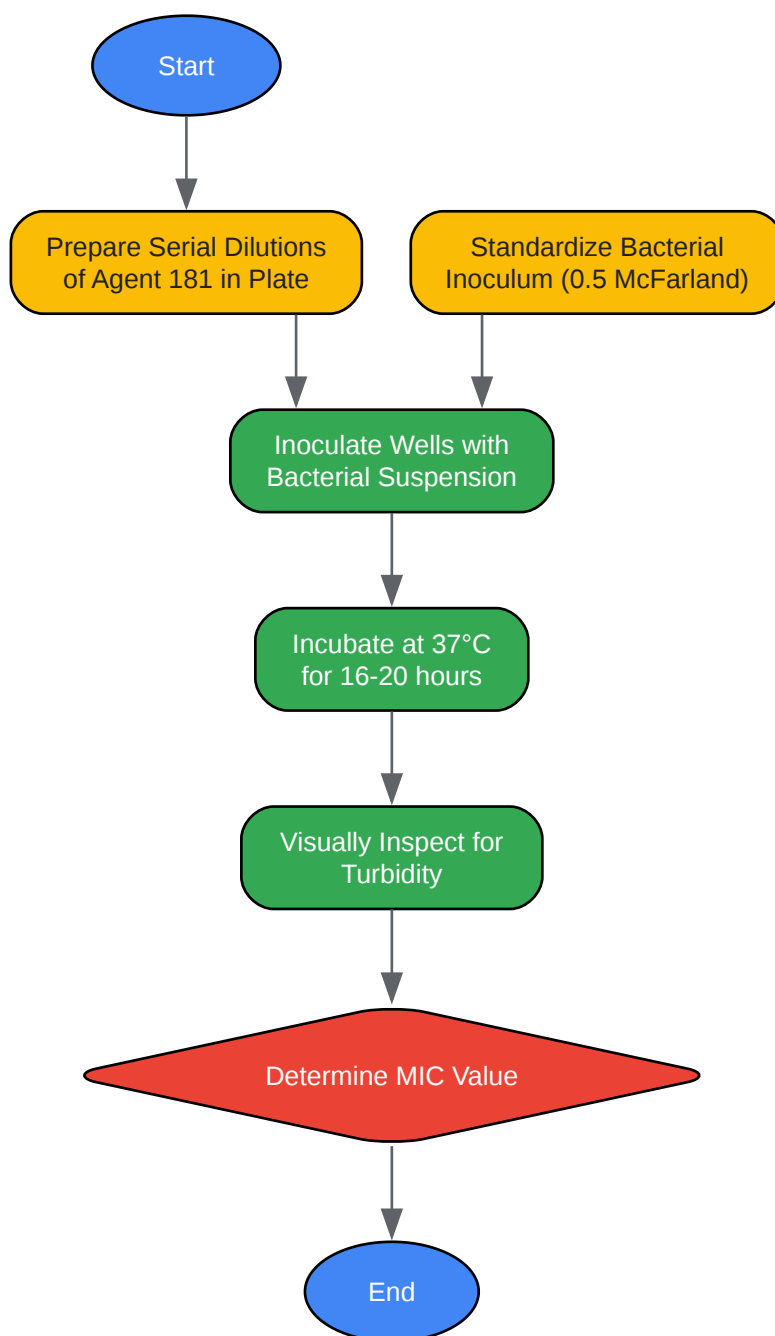 Start
Prepare Serial Dilutions
of Agent 181 in Plate
Standardize Bacterial
Inoculum (0.5 McFarland)
Inoculate Wells with
Bacterial Suspension
Incubate at 37°C
for 16-20 hours
Visually Inspect for
Turbidity
Determine MIC Value
End